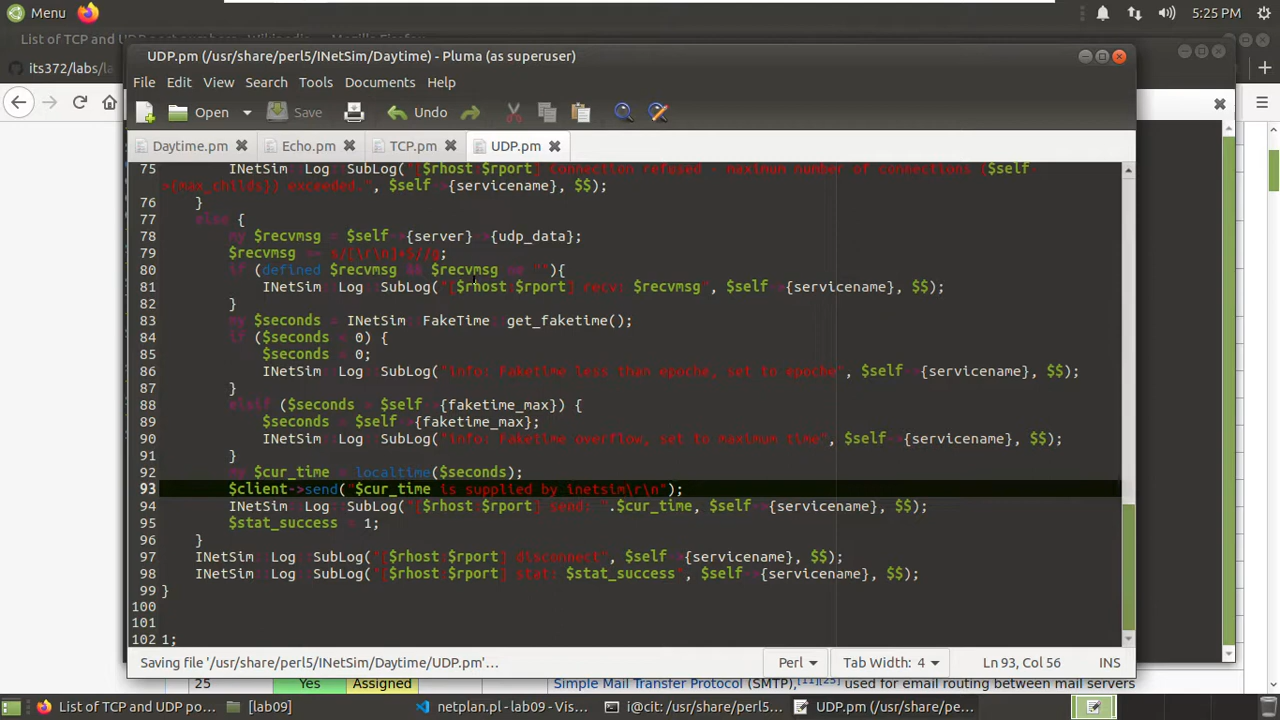 Menu
5:25 PM
List of TCP and UDP
UDP.pm (/usr/share/perl5/INetSim/Daytime) - Pluma (as superuser)
its372/labs/la
File Edit View Search Tools Documents Help
Open Save Undo
Daytime.pm Echo.pm TCP.pm UDP.pm
75 INetSim::Log::SubLog("[$rhost:$rport] Connection refused - maximum number of connections ($self-
>{max_childs}) exceeded.", $self->{servicename}, $$);
76 }
77 else {
78 my $recvmsg = $self->{server}->{udp_data};
79 $recvmsg =~ s/[\r\n]+$//g;
80 if (defined $recvmsg && $recvmsg ne ""){
81 INetSim::Log::SubLog("[$rhost:$rport] recv: $recvmsg", $self->{servicename}, $$);
82 }
83 my $seconds = INetSim::FakeTime::get_faketime();
84 if ($seconds < 0) {
85 $seconds = 0;
86 INetSim::Log::SubLog("info: Faketime less than epoche, set to epoche", $self->{servicename}, $$);
87 }
88 elsif ($seconds > $self->{faketime_max}) {
89 $seconds = $self->{faketime_max};
90 INetSim::Log::SubLog("info: Faketime overflow, set to maximum time", $self->{servicename}, $$);
91 }
92 my $cur_time = localtime($seconds);
93 $client->send("$cur_time is supplied by inetsim\r\n");
94 INetSim::Log::SubLog("[$rhost:$rport] send: ".$cur_time, $self->{servicename}, $$);
95 $stat_success = 1;
96 }
97 INetSim::Log::SubLog("[$rhost:$rport] disconnect", $self->{servicename}, $$);
98 INetSim::Log::SubLog("[$rhost:$rport] stat: $stat_success", $self->{servicename}, $$);
99 }
100
101
102 1;
Saving file '/usr/share/perl5/INetSim/Daytime/UDP.pm'... Perl Tab Width: 4 Ln 93, Col 56 INS
25 Yes Assigned Simple Mail Transfer Protocol (SMTP),[11][25] used for email routing between mail servers
List of TCP and UDP po... [lab09] netplan.pl - lab09 - Vis... i@cit: /usr/share/perl5/... UDP.pm (/usr/share/pe...